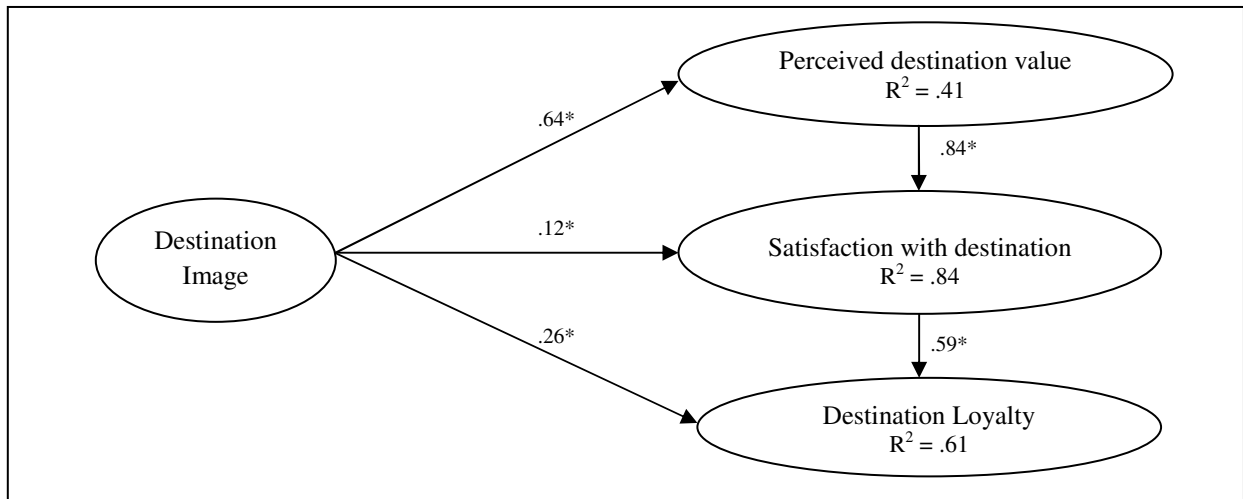 Perceived destination value
R² = .41
.64*
.84*
Destination
Image
.12*
Satisfaction with destination
R² = .84
.26*
.59*
Destination Loyalty
R² = .61